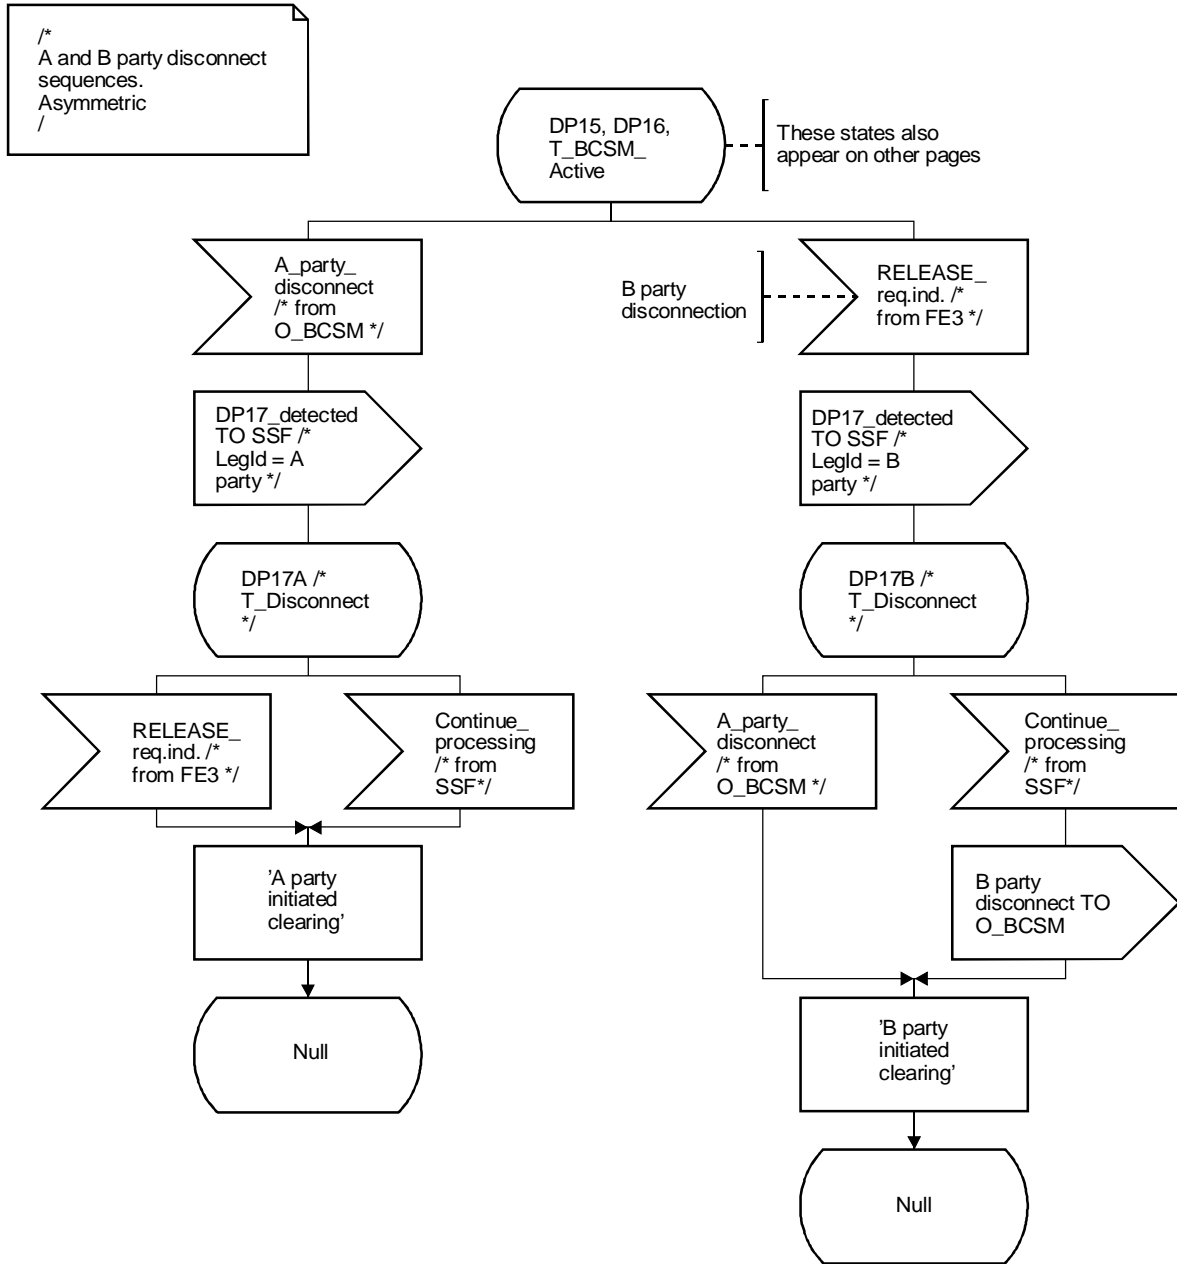 /*
A and B party disconnect
sequences.
Asymmetric
/
DP15, DP16,
T_BCSM_
Active
These states also
appear on other pages
A_party_
disconnect
/* from
O_BCSM */
B party
disconnection
RELEASE_
req.ind. /*
from FE3 */
DP17_detected
TO SSF /*
LegId = A
party */
DP17_detected
TO SSF /*
LegId = B
party */
DP17A /*
T_Disconnect
*/
DP17B /*
T_Disconnect
*/
RELEASE_
req.ind. /*
from FE3 */
Continue_
processing
/* from
SSF*/
A_party_
disconnect
/* from
O_BCSM */
Continue_
processing
/* from
SSF*/
'A party
initiated
clearing'
B party
disconnect TO
O_BCSM
Null
'B party
initiated
clearing'
Null